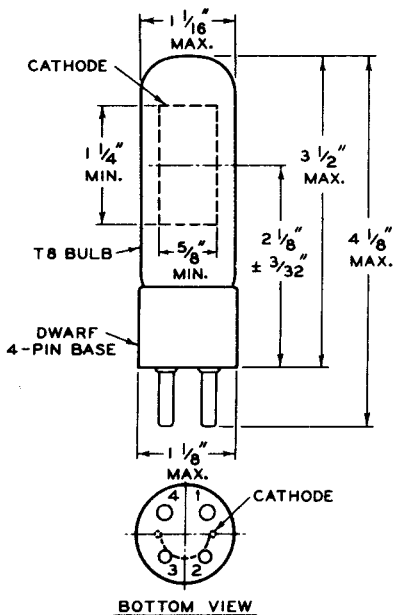 1 1/16"
MAX.
CATHODE
1 1/4"
MIN.
3 1/2"
MAX.
2 1/8"
± 3/32"
4 1/8"
MAX.
T8 BULB
5/8"
MIN.
DWARF
4-PIN BASE
1 1/8"
MAX.
4 1
CATHODE
3 2
BOTTOM VIEW